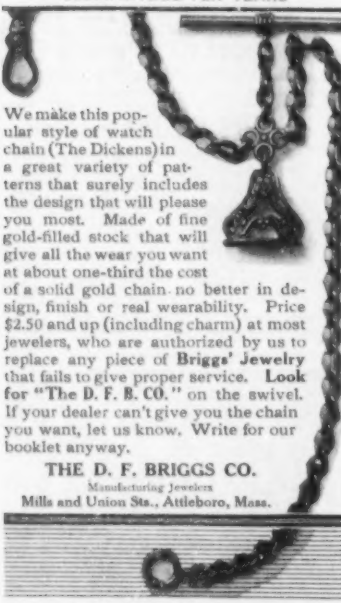 We make this pop-
ular style of watch
chain (The Dickens) in
a great variety of pat-
terns that surely includes
the design that will please
you most. Made of fine
gold-filled stock that will
give all the wear you want
at about one-third the cost
of a solid gold chain no better in de-
sign, finish or real wearability. Price
$2.50 and up (including charm) at most
jewelers, who are authorized by us to
replace any piece of Briggs' Jewelry
that fails to give proper service. Look
for "The D. F. B. CO." on the swivel.
If your dealer can't give you the chain
you want, let us know. Write for our
booklet anyway.
THE D. F. BRIGGS CO.
Manufacturing Jewelers
Mills and Union Sts., Attleboro, Mass.